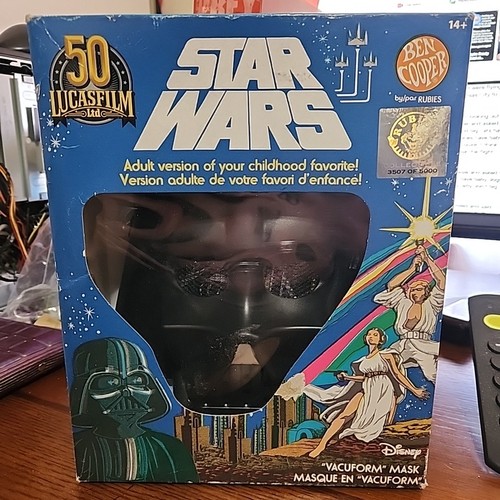 14+
50
LUCASFILM
Ltd
STAR
WARS
BEN
COOPER
by/par RUBIES
3507 OF 5000
Adult version of your childhood favorite!
Version adulte de votre favori d'enfance!
Disney
"VACUFORM" MASK
MASQUE EN "VACUFORM"